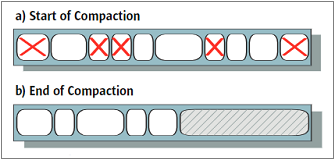 a) Start of Compaction
b) End of Compaction